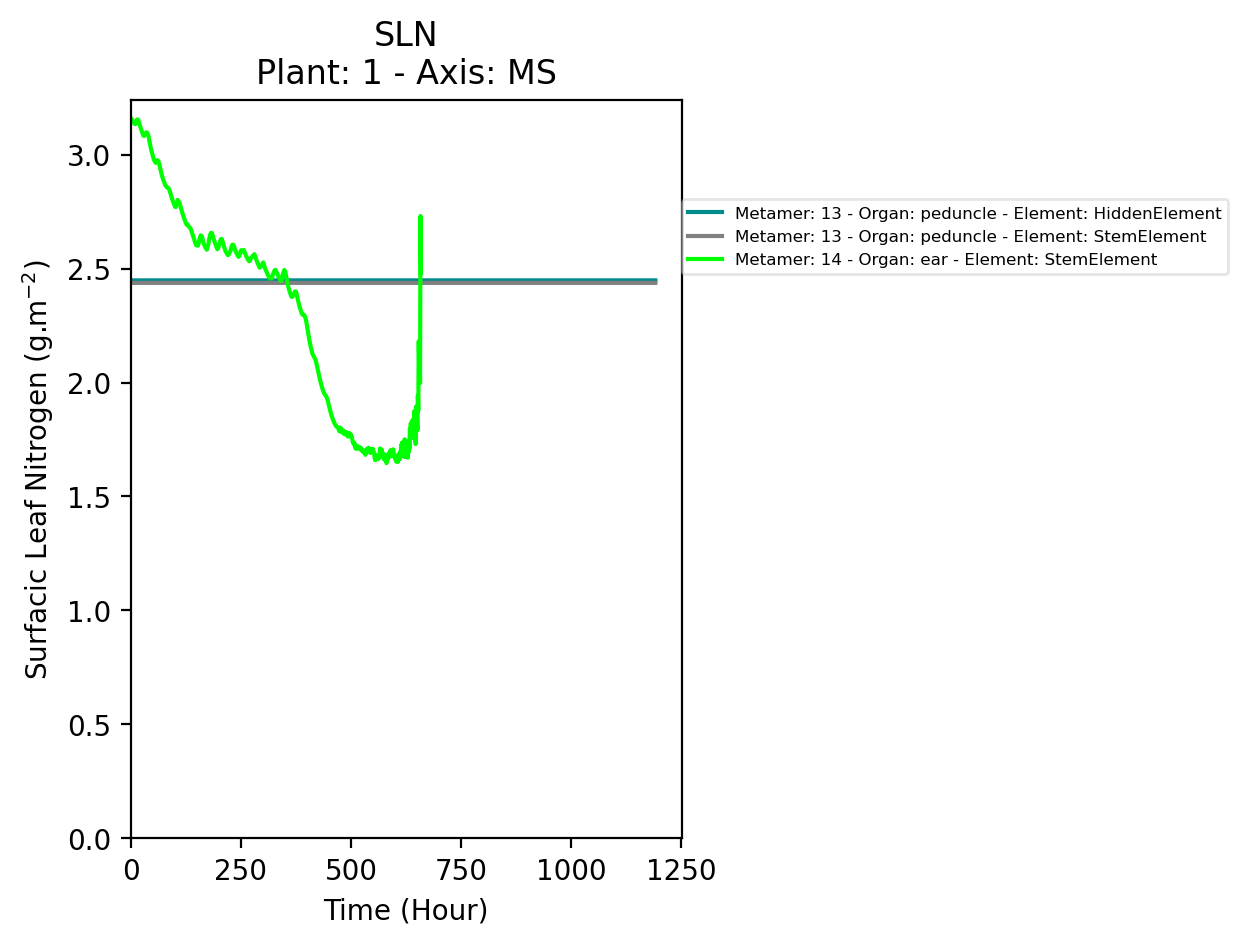 SLN
Plant: 1 - Axis: MS
Surfacic Leaf Nitrogen (g.m⁻²)
3.0
2.5
2.0
1.5
1.0
0.5
0.0
0 250 500 750 1000 1250
Time (Hour)
Metamer: 13 - Organ: peduncle - Element: HiddenElement
Metamer: 13 - Organ: peduncle - Element: StemElement
Metamer: 14 - Organ: ear - Element: StemElement